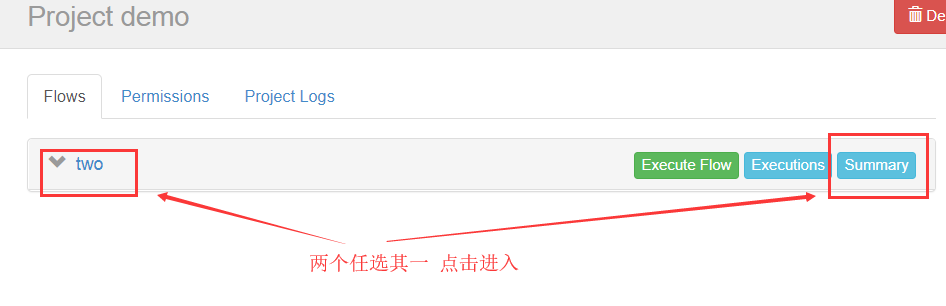 Project demo
De
Flows Permissions Project Logs
two Execute Flow Executions Summary
两个任选其一 点击进入